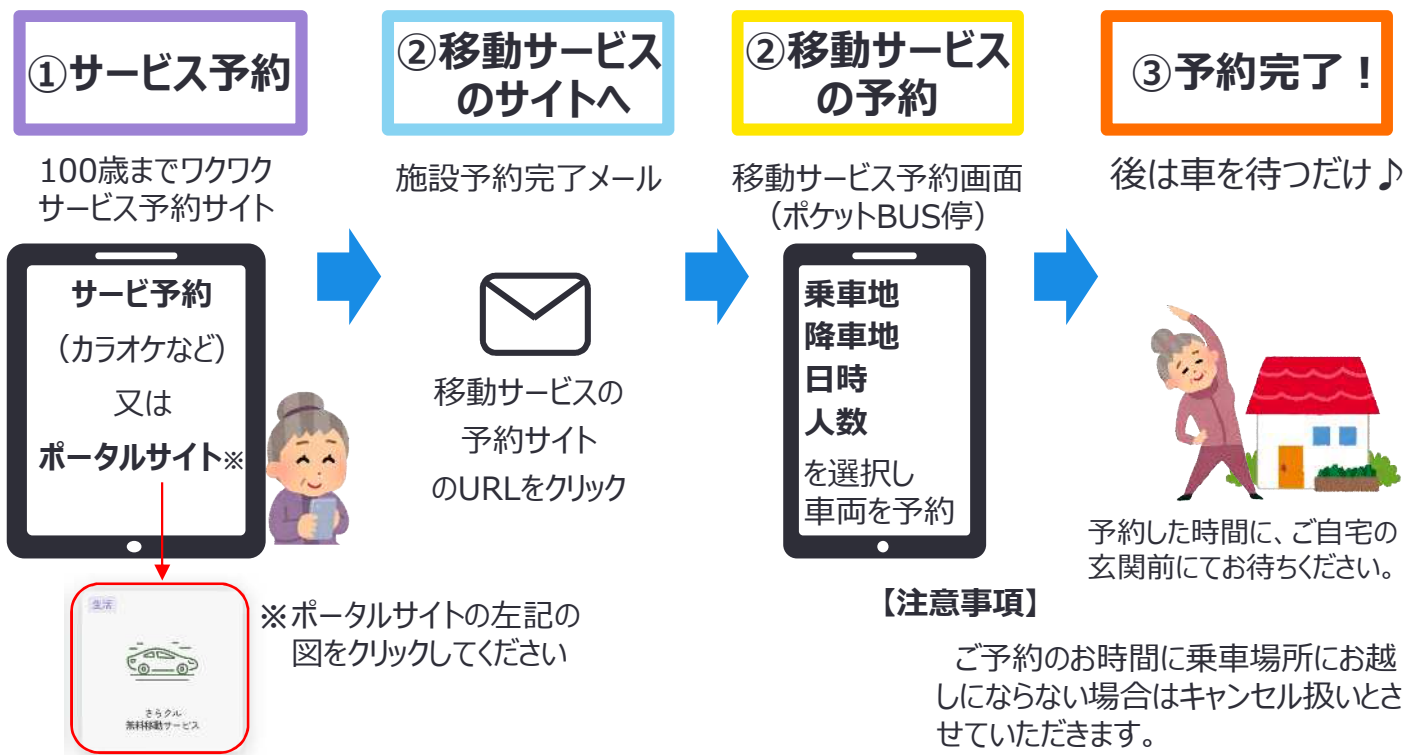 ①サービス予約
100歳までワクワク
サービス予約サイト
サービ予約
（カラオケなど）
又は
ポータルサイト※
生活
きらクル
無料移動サービス
※ポータルサイトの左記の
図をクリックしてください
②移動サービス
のサイトへ
施設予約完了メール
移動サービスの
予約サイト
のURLをクリック
②移動サービス
の予約
移動サービス予約画面
（ポケットBUS停）
乗車地
降車地
日時
人数
を選択し
車両を予約
③予約完了！
後は車を待つだけ♪
予約した時間に、ご自宅の
玄関前にてお待ちください。
【注意事項】
ご予約のお時間に乗車場所にお越
しにならない場合はキャンセル扱いとさ
せていただきます。